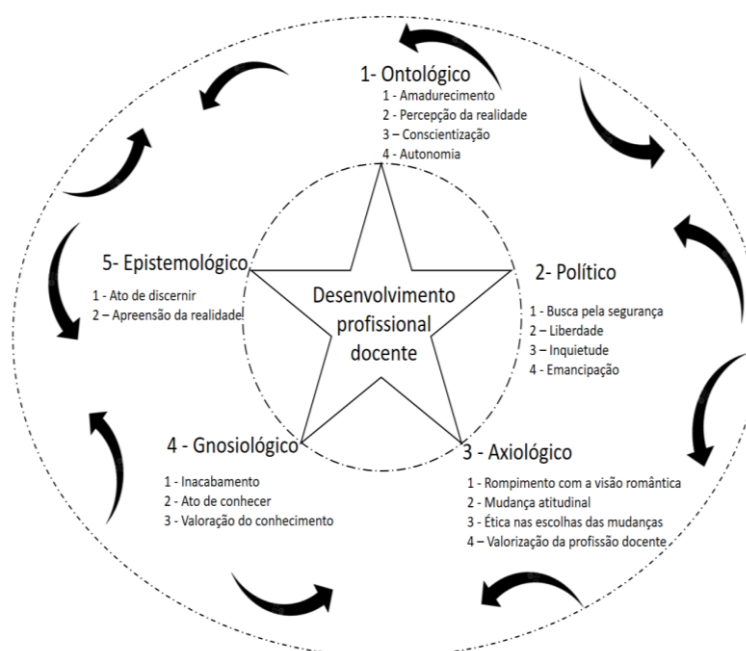 1- Ontológico
1 - Amadurecimento
2 - Percepção da realidade
3 – Conscientização
4 - Autonomia
5- Epistemológico
1 - Ato de discernir
2 – Apreensão da realidade
Desenvolvimento
profissional
docente
2- Político
1 - Busca pela segurança
2 – Liberdade
3 – Inquietude
4 - Emancipação
4 - Gnosiológico
1 - Inacabamento
2 - Ato de conhecer
3 - Valoração do conhecimento
3 - Axiológico
1 - Rompimento com a visão romântica
2 - Mudança atitudinal
3 - Ética nas escolhas das mudanças
4 – Valorização da profissão docente